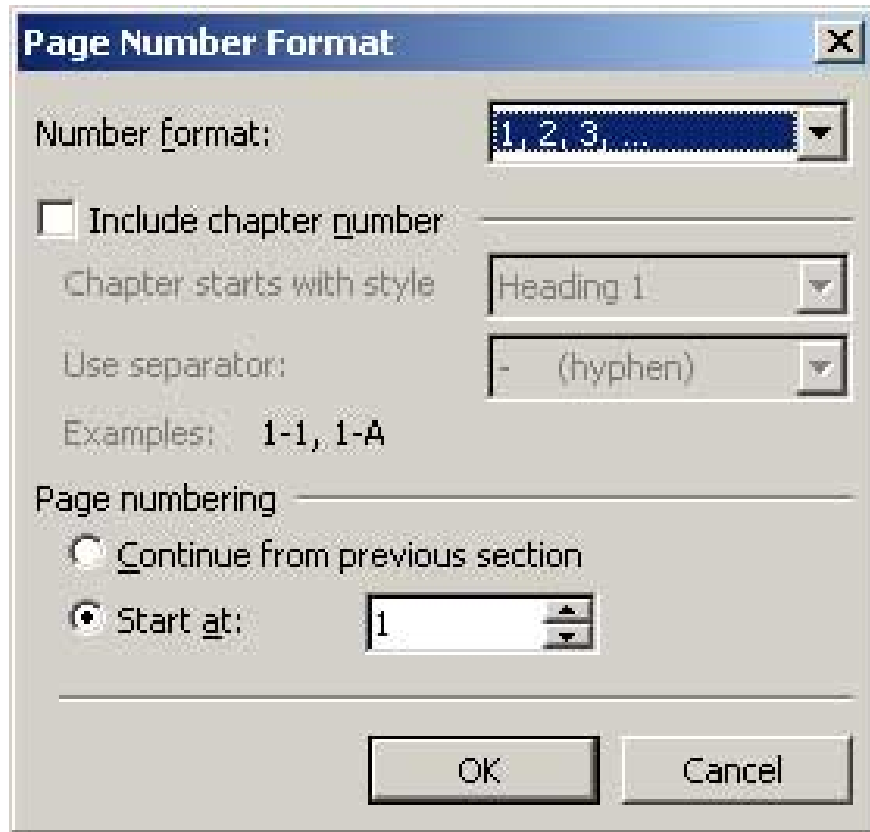 Page Number Format
Number format: 1, 2, 3, ...
Include chapter number
Chapter starts with style Heading 1
Use separator: - (hyphen)
Examples: 1-1, 1-A
Page numbering
Continue from previous section
Start at: 1
OK Cancel